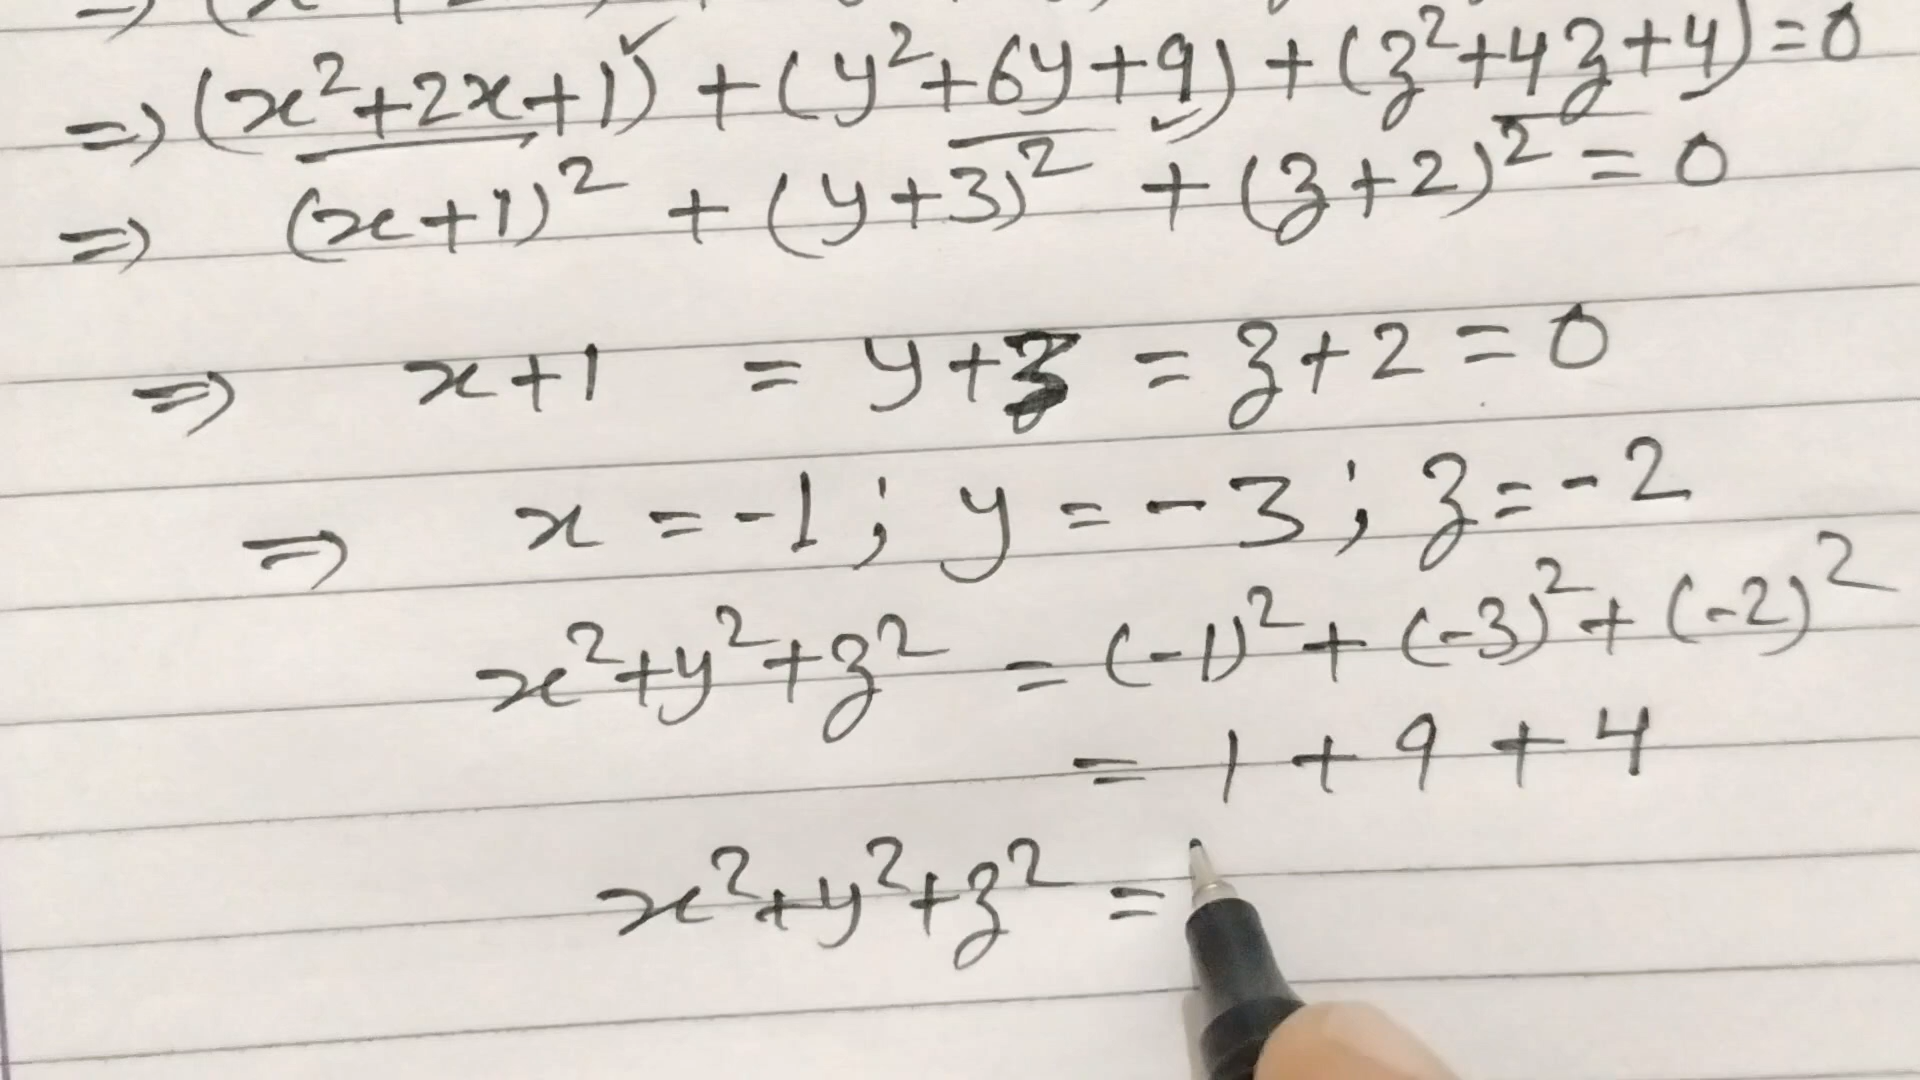 => (x²+2x+1) + (y²+6y+9) + (z²+4z+4) = 0
=> (x+1)² + (y+3)² + (z+2)² = 0
=> x+1 = y+3 = z+2 = 0
=> x = -1 ; y = -3 ; z = -2
x²+y²+z² = (-1)² + (-3)² + (-2)²
= 1 + 9 + 4
x²+y²+z² =